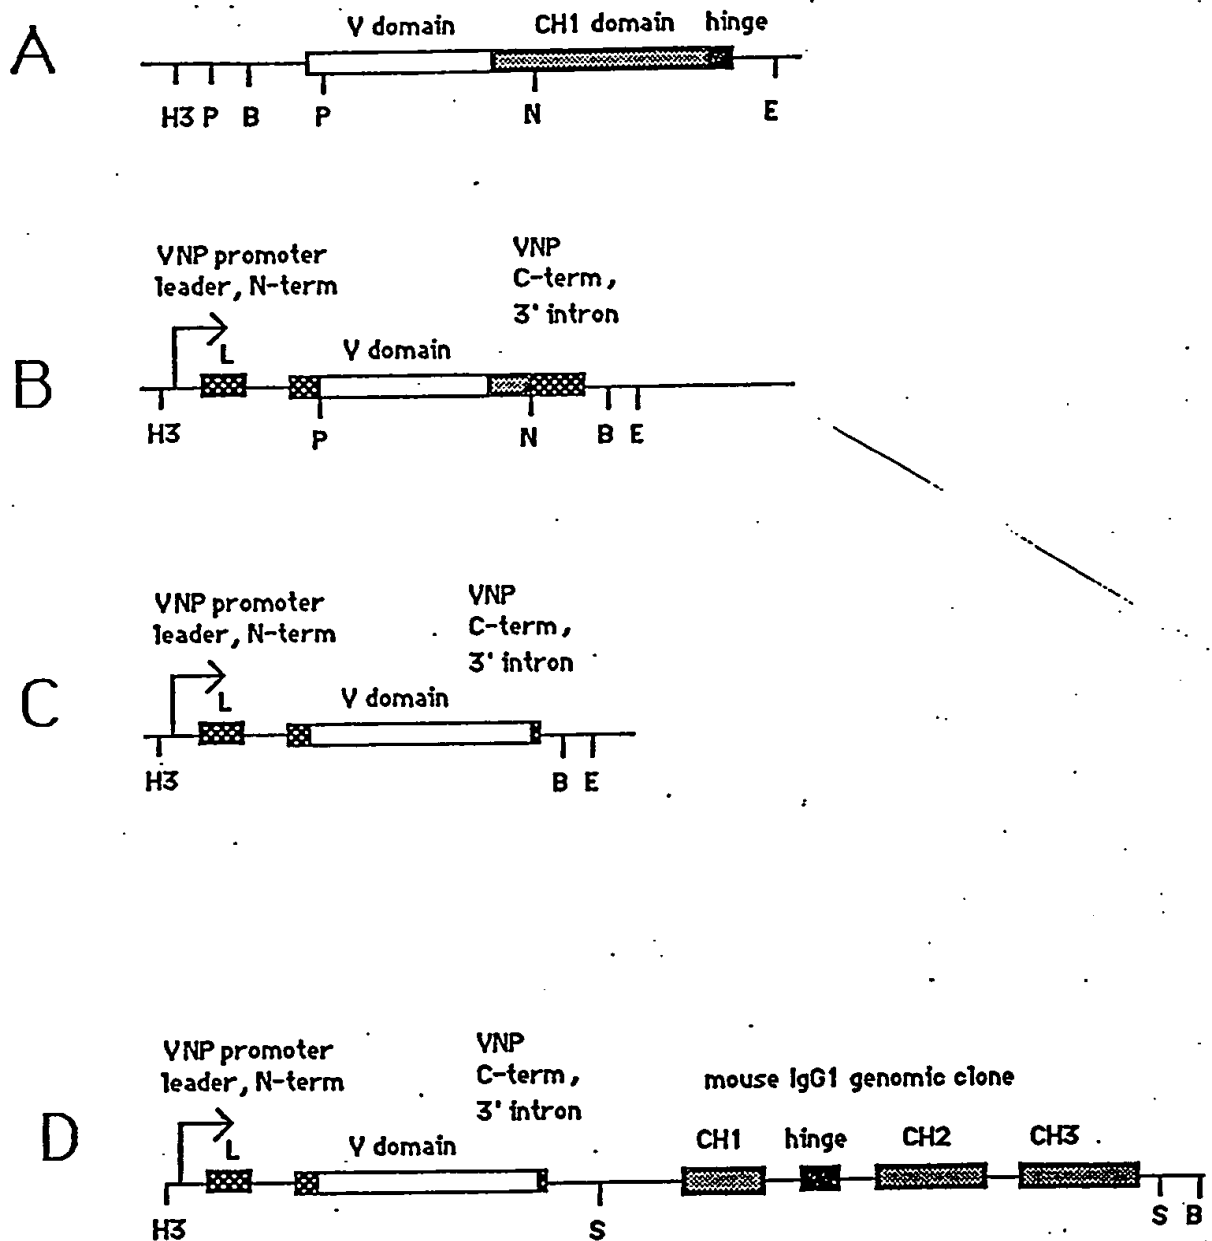 A
V domain CH1 domain hinge
H3 P B P N E
VNP promoter
leader, N-term
VNP
C-term,
3' intron
B
L
V domain
H3 P N B E
VNP promoter
leader, N-term
VNP
C-term,
3' intron
C
L
V domain
H3 B E
VNP promoter
leader, N-term
VNP
C-term,
3' intron
mouse IgG1 genomic clone
D
L
V domain
CH1 hinge CH2 CH3
H3 S S B